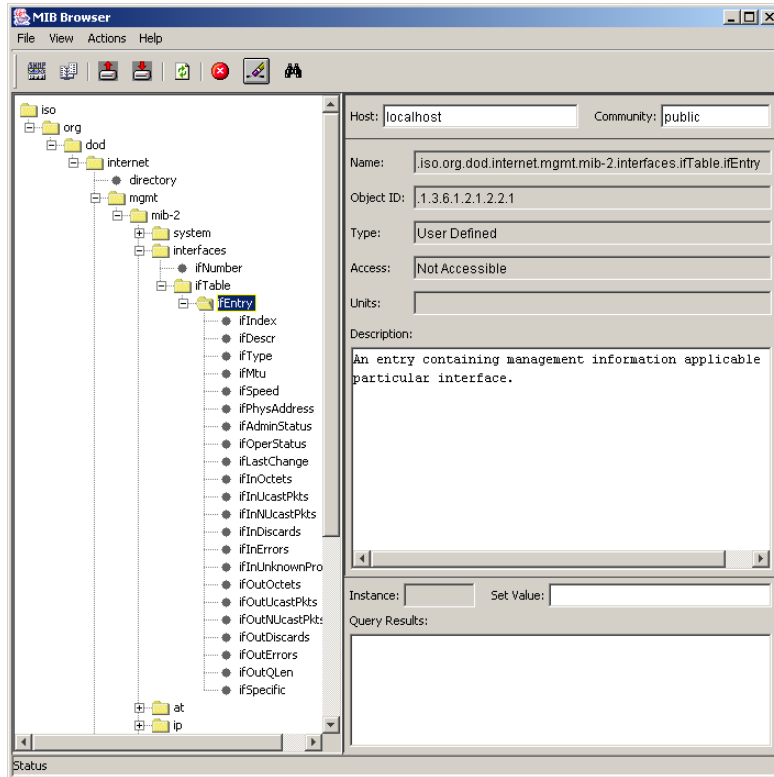 MIB Browser
File View Actions Help
iso
org
dod
internet
directory
mgmt
mib-2
system
interfaces
ifNumber
ifTable
ifEntry
ifIndex
ifDescr
ifType
ifMtu
ifSpeed
ifPhysAddress
ifAdminStatus
ifOperStatus
ifLastChange
ifInOctets
ifInUcastPkts
ifInNUcastPkts
ifInDiscards
ifInErrors
ifInUnknownPro
ifOutOctets
ifOutUcastPkts
ifOutNUcastPkts
ifOutDiscards
ifOutErrors
ifOutQLen
ifSpecific
at
ip
Host: localhost Community: public
Name: .iso.org.dod.internet.mgmt.mib-2.interfaces.ifTable.ifEntry
Object ID: .1.3.6.1.2.1.2.2.1
Type: User Defined
Access: Not Accessible
Units:
Description:
An entry containing management information applicable
particular interface.
Instance: Set Value:
Query Results:
Status